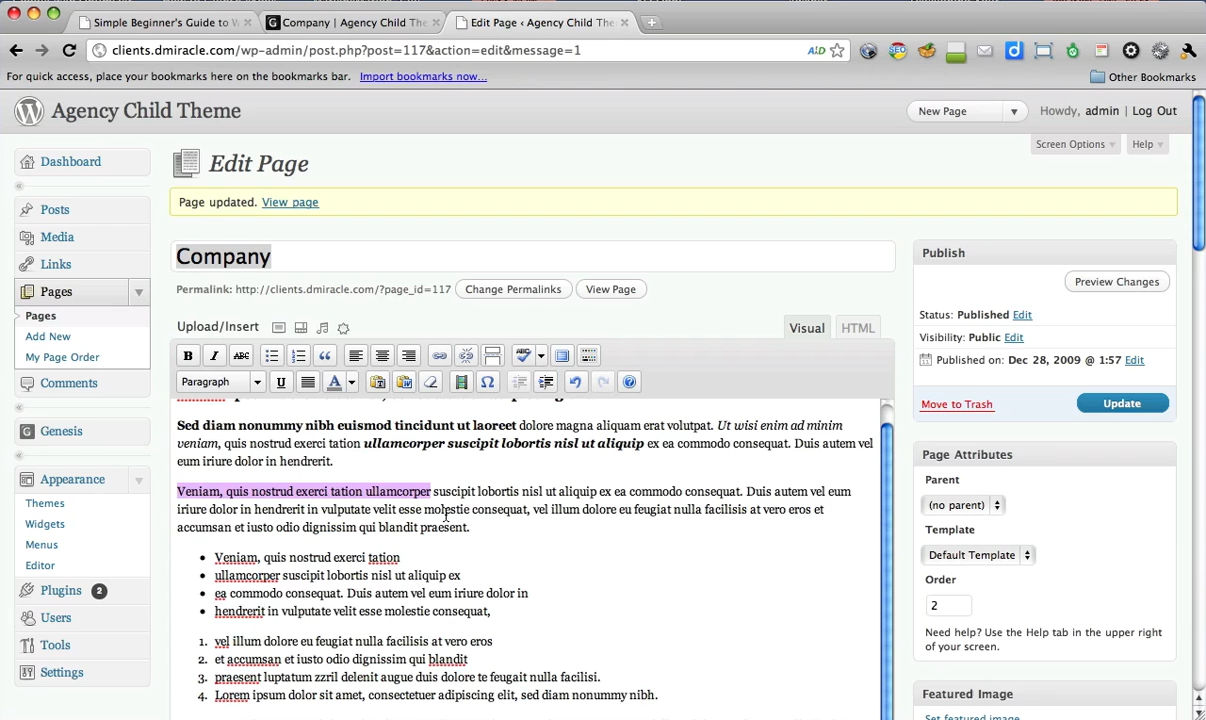 Simple Beginner's Guide to W
Company | Agency Child The
Edit Page ‹ Agency Child The
clients.dmiracle.com/wp-admin/post.php?post=117&action=edit&message=1
For quick access, place your bookmarks here on the bookmarks bar. Import bookmarks now...
Other Bookmarks
Agency Child Theme
New Page
Howdy, admin | Log Out
Screen Options
Help
Dashboard
Posts
Media
Links
Pages
Pages
Add New
My Page Order
Comments
Genesis
Appearance
Themes
Widgets
Menus
Editor
Plugins 2
Users
Tools
Settings
Edit Page
Page updated. View page
Company
Permalink: http://clients.dmiracle.com/?page_id=117 Change Permalinks View Page
Upload/Insert
Visual
HTML
B I ABC
Paragraph U A
Sed diam nonummy nibh euismod tincidunt ut laoreet dolore magna aliquam erat volutpat. Ut wisi enim ad minim
veniam, quis nostrud exerci tation ullamcorper suscipit lobortis nisl ut aliquip ex ea commodo consequat. Duis autem vel
eum iriure dolor in hendrerit.
Veniam, quis nostrud exerci tation ullamcorper suscipit lobortis nisl ut aliquip ex ea commodo consequat. Duis autem vel eum
iriure dolor in hendrerit in vulputate velit esse molestie consequat, vel illum dolore eu feugiat nulla facilisis at vero eros et
accumsan et iusto odio dignissim qui blandit praesent.
• Veniam, quis nostrud exerci tation
• ullamcorper suscipit lobortis nisl ut aliquip ex
• ea commodo consequat. Duis autem vel eum iriure dolor in
• hendrerit in vulputate velit esse molestie consequat,
1. vel illum dolore eu feugiat nulla facilisis at vero eros
2. et accumsan et iusto odio dignissim qui blandit
3. praesent luptatum zzril delenit augue duis dolore te feugait nulla facilisi.
4. Lorem ipsum dolor sit amet, consectetuer adipiscing elit, sed diam nonummy nibh.
Publish
Preview Changes
Status: Published Edit
Visibility: Public Edit
Published on: Dec 28, 2009 @ 1:57 Edit
Move to Trash
Update
Page Attributes
Parent
(no parent)
Template
Default Template
Order
2
Need help? Use the Help tab in the upper right
of your screen.
Featured Image
Set featured image